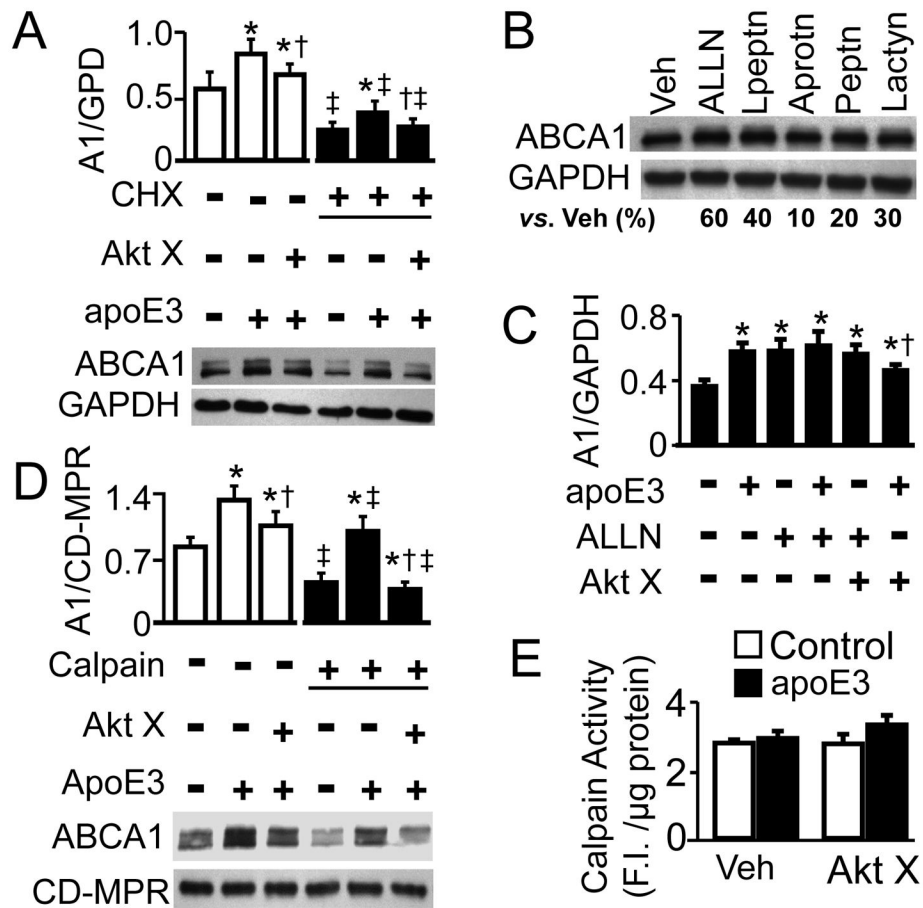 A
A1/GPD
1.0
0.5
0
* *† ‡ *‡ †‡
CHX - - - + + +
Akt X - - + - - +
apoE3 - + + - + +
ABCA1
GAPDH
B
Veh ALLN Lpeptn Aprotn Peptn Lactyn
ABCA1
GAPDH
vs. Veh (%) 60 40 10 20 30
C
A1/GAPDH
0.8
0.4
0
* * * * *†
apoE3 - + - + - +
ALLN - - + + + -
Akt X - - - - + +
D
A1/CD-MPR
1.4
0.7
0
* *† ‡ *‡ *†‡
Calpain - - - + + +
Akt X - - + - - +
ApoE3 - + + - + +
ABCA1
CD-MPR
E
Control
apoE3
Calpain Activity
(F.I. /µg protein)
4
2
0
Veh Akt X